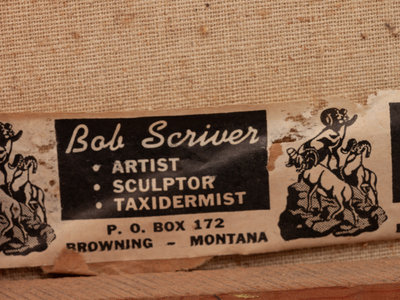 Bob Scriver
• ARTIST
• SCULPTOR
• TAXIDERMIST
P. O. BOX 172
BROWNING - MONTANA